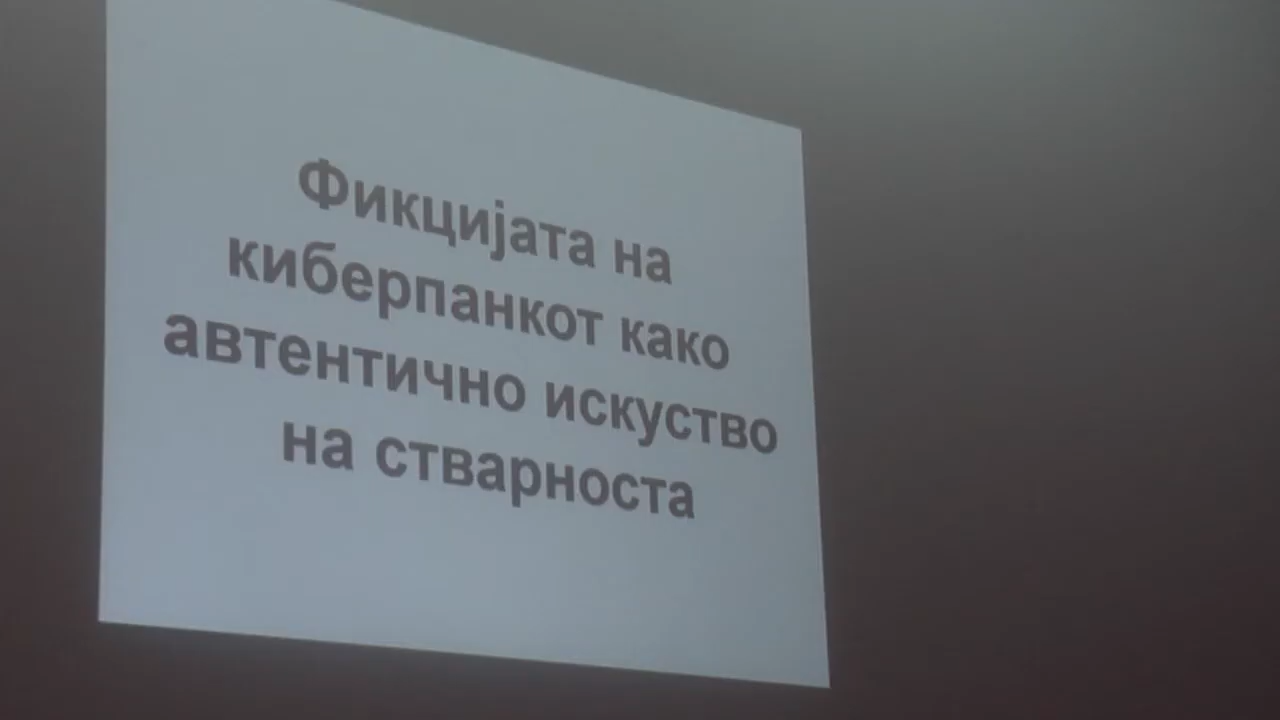 Фикцијата на
киберпанкот како
автентично искуство
на стварноста